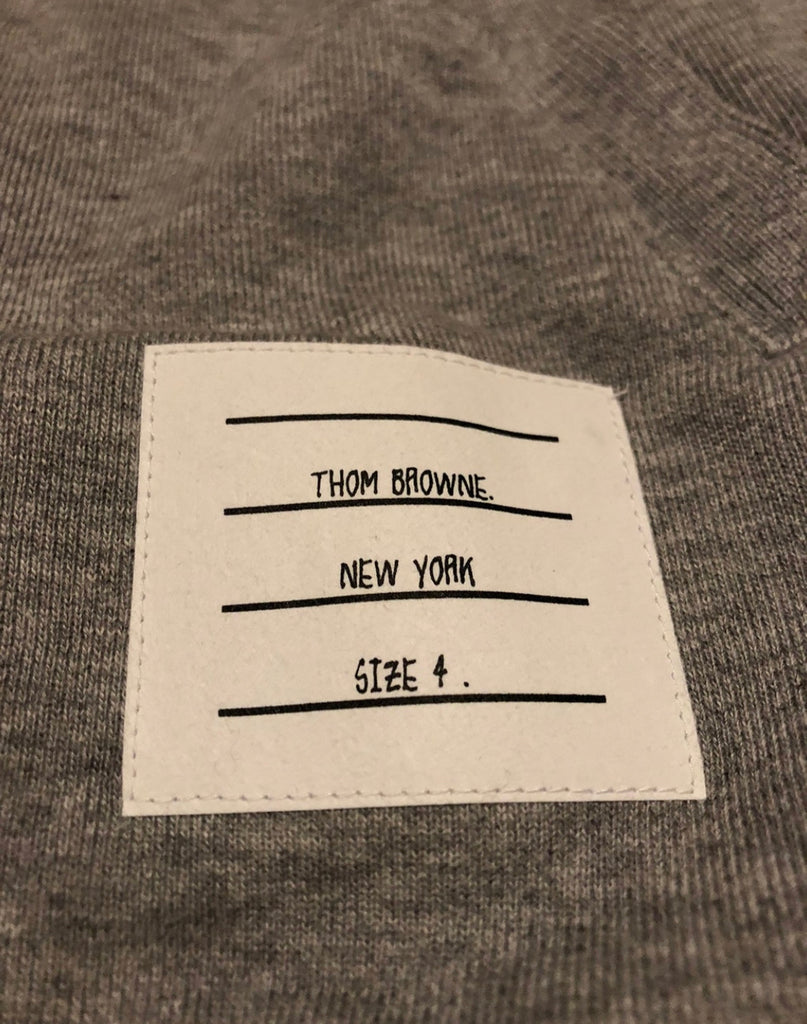 THOM BROWNE.
NEW YORK
SIZE 4 .